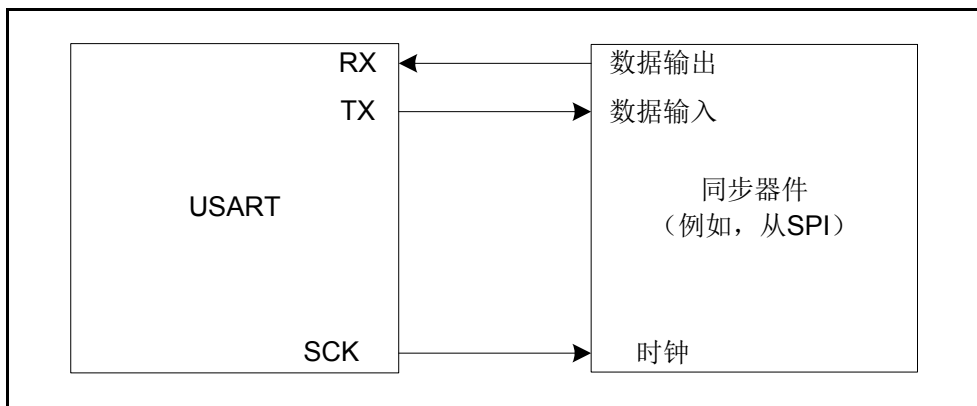 RX
数据输出
TX
数据输入
USART
同步器件
（例如，从SPI）
SCK
时钟